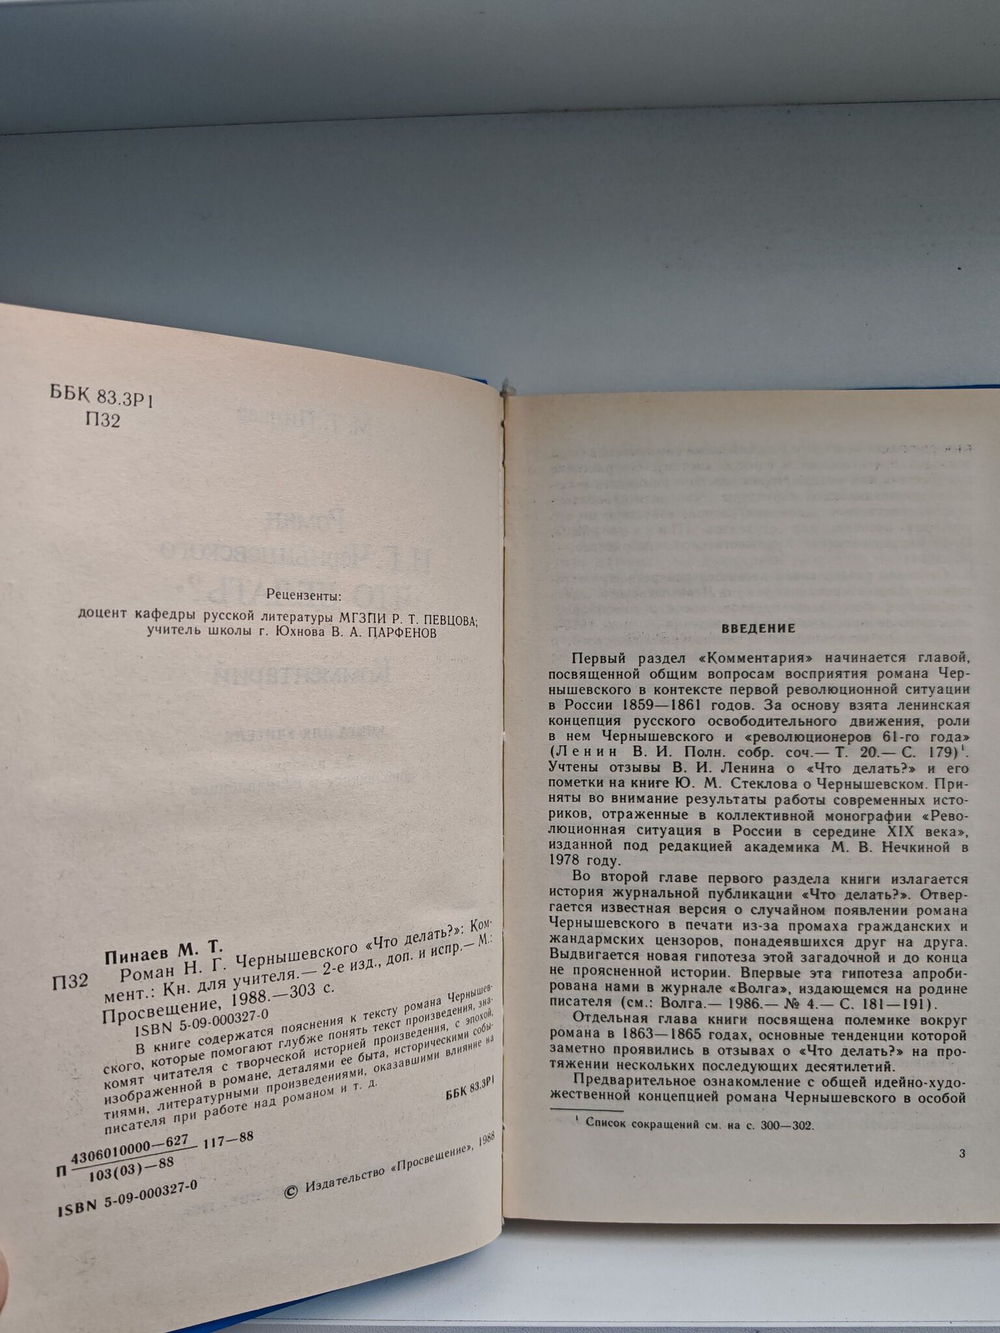 ББК 83.3Р1
П32
Рецензенты:
доцент кафедры русской литературы МГЗПИ Р. Т. ПЕВЦОВА;
учитель школы г. Юхнова В. А. ПАРФЕНОВ
Пинаев М. Т.
П32 Роман Н. Г. Чернышевского «Что делать?»: Ком-
мент.: Кн. для учителя.— 2-е изд., доп. и испр.— М.:
Просвещение, 1988.—303 с.
ISBN 5-09-000327-0
В книге содержатся пояснения к тексту романа Чернышев-
ского, которые помогают глубже понять текст произведения, зна-
комят читателя с творческой историей произведения, с эпохой,
изображенной в романе, деталями ее быта, историческими собы-
тиями, литературными произведениями, оказавшими влияние на
писателя при работе над романом и т. д.
П 4306010000—627 117—88
103(03)—88
ББК 83.3Р1
ISBN 5-09-000327-0
© Издательство «Просвещение», 1988
ВВЕДЕНИЕ
Первый раздел «Комментария» начинается главой,
посвященной общим вопросам восприятия романа Чер-
нышевского в контексте первой революционной ситуации
в России 1859—1861 годов. За основу взята ленинская
концепция русского освободительного движения, роли
в нем Чернышевского и «революционеров 61-го года»
(Ленин В. И. Полн. собр. соч.— Т. 20.— С. 179)¹.
Учтены отзывы В. И. Ленина о «Что делать?» и его
пометки на книге Ю. М. Стеклова о Чернышевском. При-
няты во внимание результаты работы современных исто-
риков, отраженные в коллективной монографии «Рево-
люционная ситуация в России в середине XIX века»,
изданной под редакцией академика М. В. Нечкиной в
1978 году.
Во второй главе первого раздела книги излагается
история журнальной публикации «Что делать?». Отвер-
гается известная версия о случайном появлении романа
Чернышевского в печати из-за промаха гражданских и
жандармских цензоров, понадеявшихся друг на друга.
Выдвигается новая гипотеза этой загадочной и до конца
не проясненной истории. Впервые эта гипотеза апроби-
рована нами в журнале «Волга», издающемся на родине
писателя (см.: Волга.— 1986.— № 4.— С. 181—191).
Отдельная глава книги посвящена полемике вокруг
романа в 1863—1865 годах, основные тенденции которой
заметно проявились в отзывах о «Что делать?» на про-
тяжении нескольких последующих десятилетий.
Предварительное ознакомление с общей идейно-худо-
жественной концепцией романа Чернышевского в особой
¹ Список сокращений см. на с. 300—302.
3